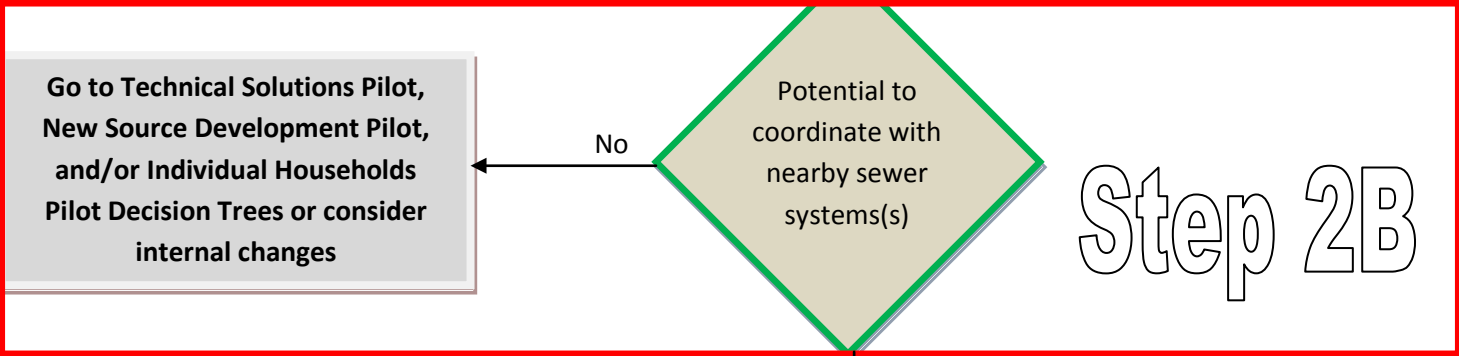 Go to Technical Solutions Pilot,
New Source Development Pilot,
and/or Individual Households
Pilot Decision Trees or consider
internal changes
No
Potential to
coordinate with
nearby sewer
systems(s)
Step 2B